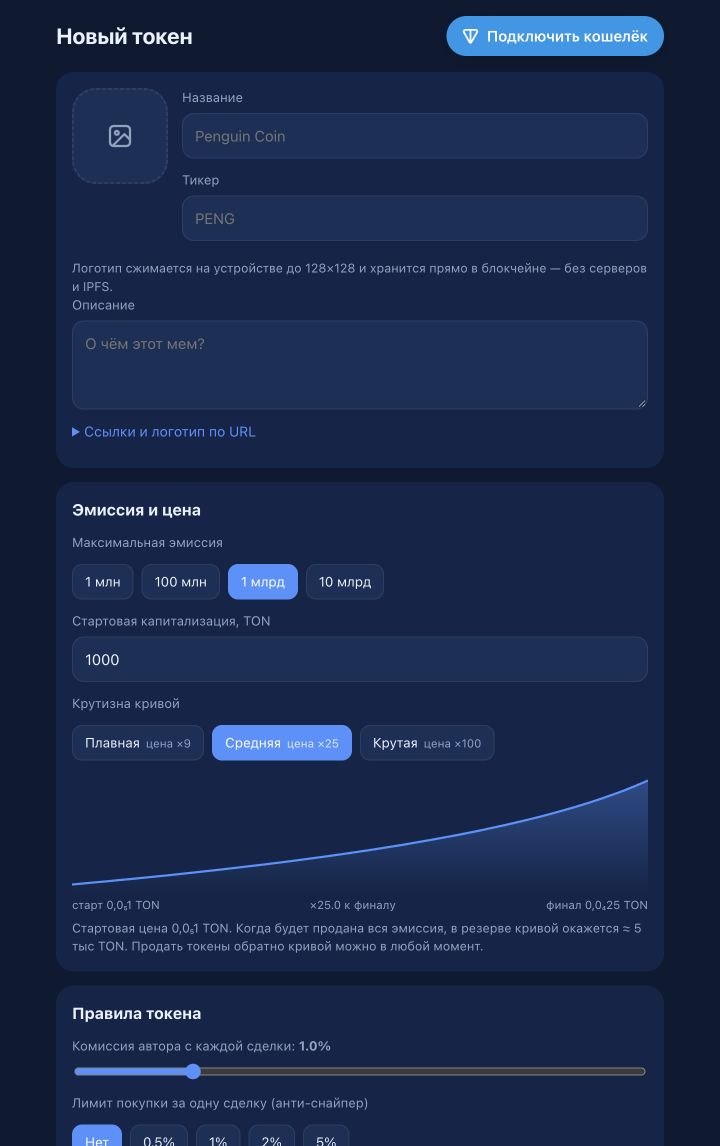 Новый токен
Подключить кошелёк
Название
Penguin Coin
Тикер
PENG
Логотип сжимается на устройстве до 128×128 и хранится прямо в блокчейне — без серверов
и IPFS.
Описание
О чём этот мем?
Ссылки и логотип по URL
Эмиссия и цена
Максимальная эмиссия
1 млн 100 млн 1 млрд 10 млрд
Стартовая капитализация, TON
1000
Крутизна кривой
Плавная цена ×9 Средняя цена ×25 Крутая цена ×100
старт 0,0₅1 TON ×25.0 к финалу финал 0,0₄25 TON
Стартовая цена 0,0₅1 TON. Когда будет продана вся эмиссия, в резерве кривой окажется ≈ 5
тыс TON. Продать токены обратно кривой можно в любой момент.
Правила токена
Комиссия автора с каждой сделки: 1.0%
Лимит покупки за одну сделку (анти-снайпер)
Нет 0.5% 1% 2% 5%